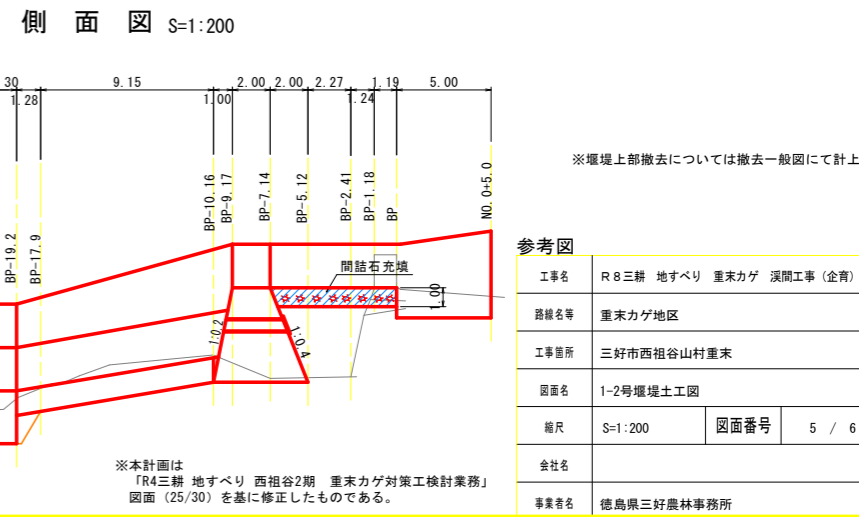 側 面 図 S=1:200
30 9.15 2.00 2.00 2.27 1.19 5.00
1.28 1.00 1.24
※堰堤上部撤去については撤去一般図にて計上
BP-19.2
BP-17.9
BP-10.16
BP-9.17
BP-7.14
BP-5.12
BP-2.41
BP-1.18
BP
NO.0+5.0
間詰石充填
1.00
1:0.2
1:0.4
参考図
工事名 R8三耕 地すべり 重末カゲ 渓間工事(企育)
路線名等 重末カゲ地区
工事箇所 三好市西祖谷山村重末
図面名 1-2号堰堤土工図
縮尺 S=1:200 図面番号 5 / 6
会社名
事業者名 徳島県三好農林事務所
※本計画は
「R4三耕 地すべり 西祖谷2期 重末カゲ対策工検討業務」
図面(25/30)を基に修正したものである。